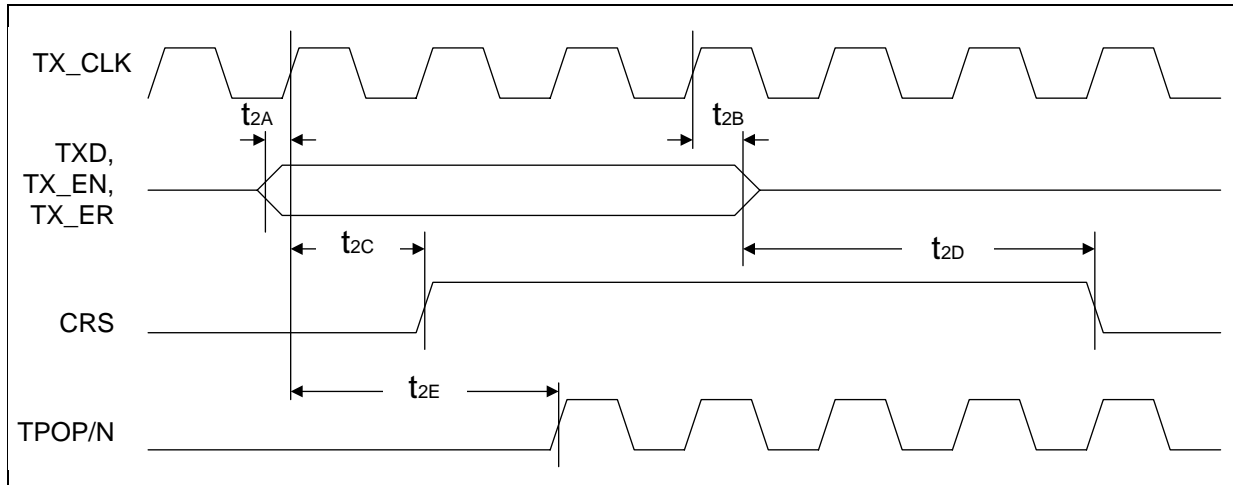 TX_CLK
t2A
t2B
TXD,
TX_EN,
TX_ER
t2C
t2D
CRS
t2E
TPOP/N